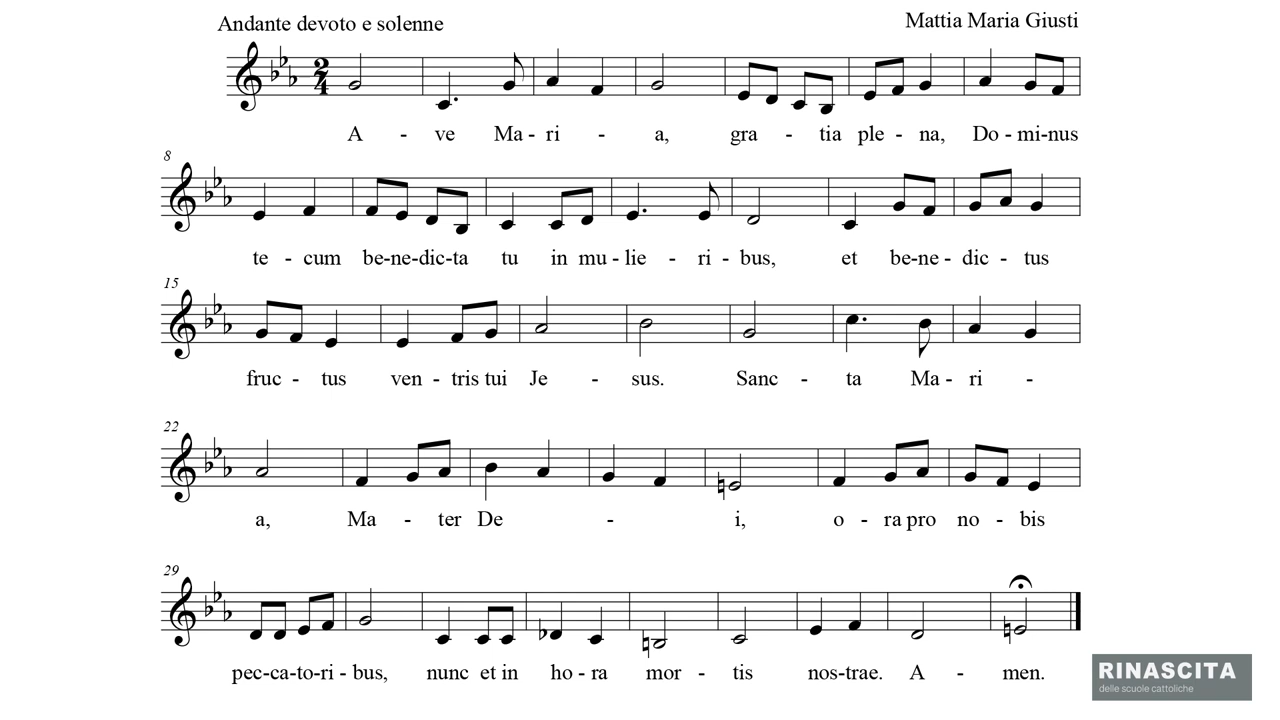 Andante devoto e solenne
Mattia Maria Giusti
2
4
A - ve Ma - ri - a, gra - tia ple - na, Do - mi-nus
8
te - cum be-ne-dic-ta tu in mu - lie - ri - bus, et be-ne - dic - tus
15
fruc - tus ven - tris tui Je - sus. Sanc - ta Ma - ri -
22
a, Ma - ter De - i, o - ra pro no - bis
29
pec-ca-to-ri - bus, nunc et in ho - ra mor - tis nos-trae. A - men.
RINASCITA
delle scuole cattoliche